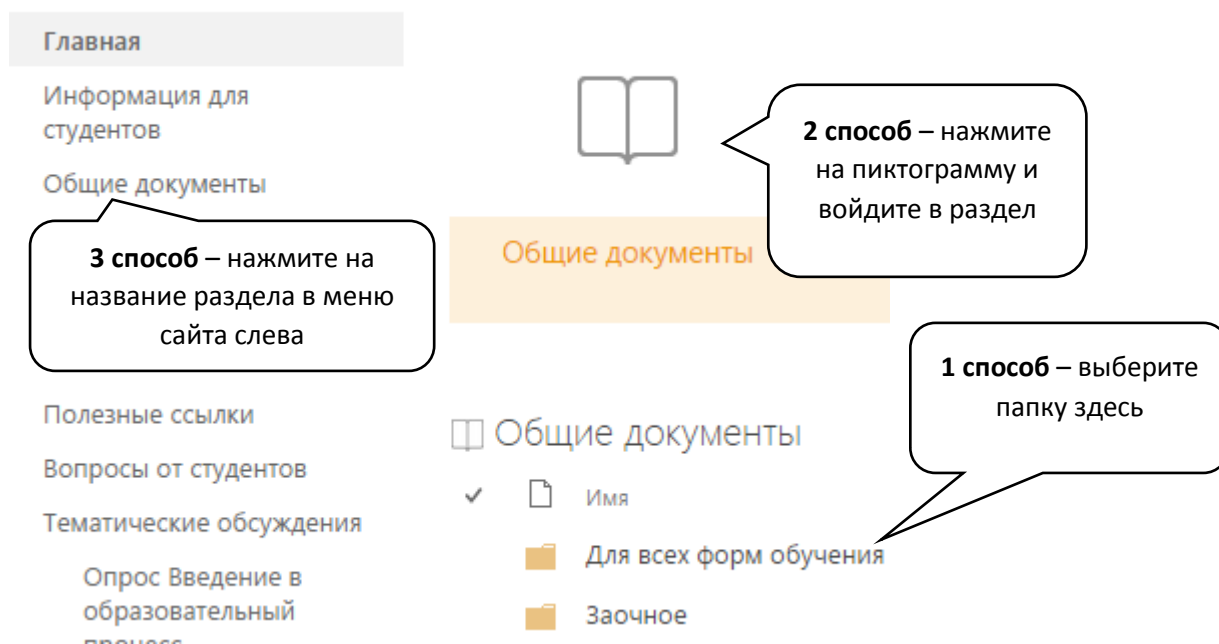 Главная
Информация для
студентов
Общие документы
3 способ – нажмите на
название раздела в меню
сайта слева
Полезные ссылки
Вопросы от студентов
Тематические обсуждения
Опрос Введение в
образовательный
процесс
2 способ – нажмите
на пиктограмму и
войдите в раздел
Общие документы
1 способ – выберите
папку здесь
Общие документы
Имя
Для всех форм обучения
Заочное